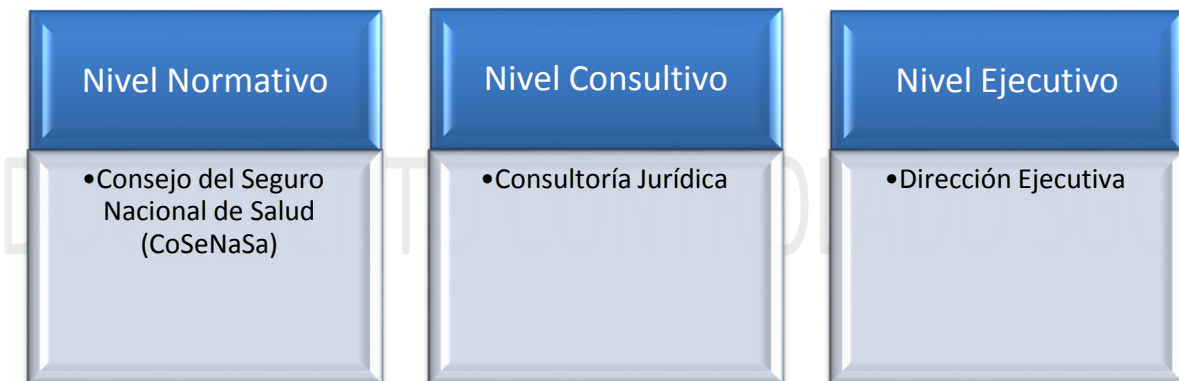 Nivel Normativo
•Consejo del Seguro
Nacional de Salud
(CoSeNaSa)
Nivel Consultivo
•Consultoría Jurídica
Nivel Ejecutivo
•Dirección Ejecutiva